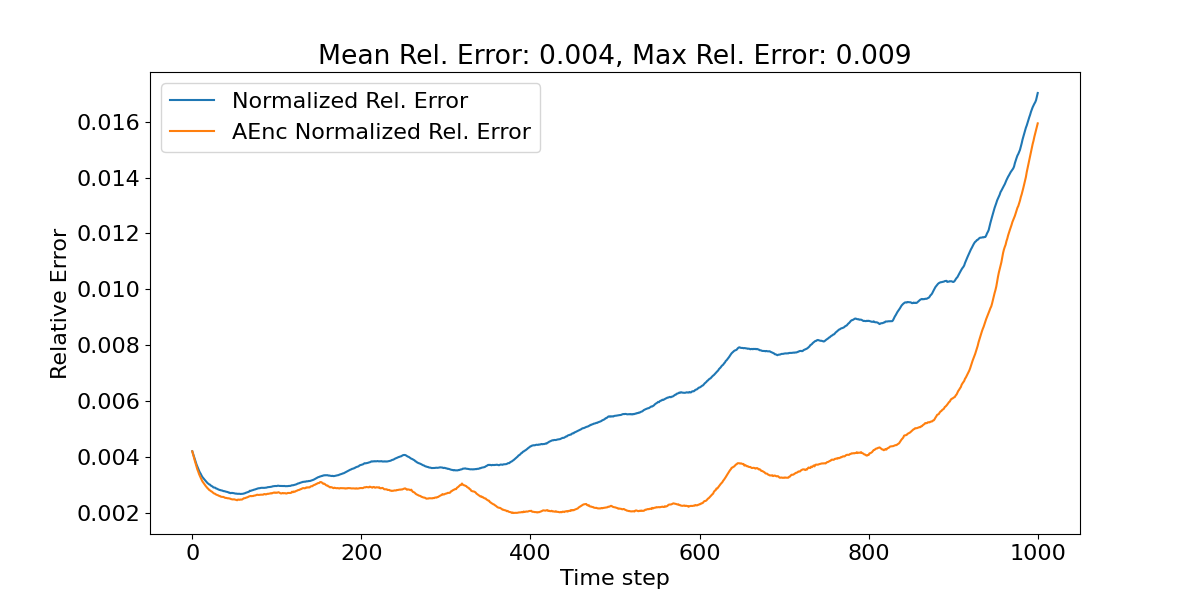 Mean Rel. Error: 0.004, Max Rel. Error: 0.009
Normalized Rel. Error
AEnc Normalized Rel. Error
Relative Error
0.016
0.014
0.012
0.010
0.008
0.006
0.004
0.002
0 200 400 600 800 1000
Time step